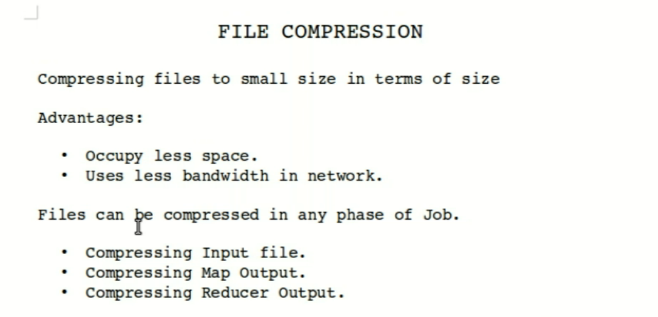 FILE COMPRESSION
Compressing files to small size in terms of size
Advantages:
• Occupy less space.
• Uses less bandwidth in network.
Files can be compressed in any phase of Job.
• Compressing Input file.
• Compressing Map Output.
• Compressing Reducer Output.